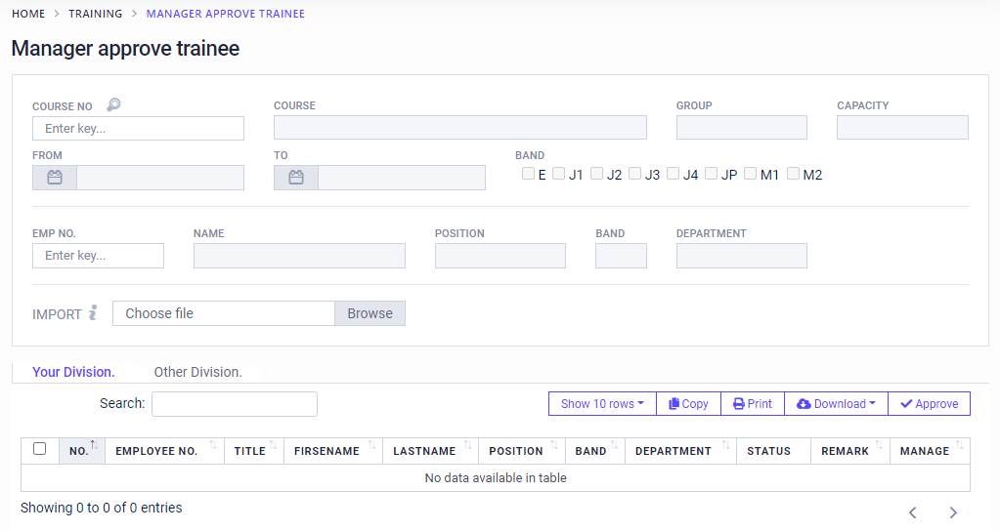 HOME > TRAINING > MANAGER APPROVE TRAINEE
Manager approve trainee
COURSE NO COURSE GROUP CAPACITY
Enter key...
FROM TO BAND
E J1 J2 J3 J4 JP M1 M2
EMP NO. NAME POSITION BAND DEPARTMENT
Enter key...
IMPORT Choose file Browse
Your Division. Other Division.
Search: Show 10 rows Copy Print Download Approve
NO. EMPLOYEE NO. TITLE FIRSENAME LASTNAME POSITION BAND DEPARTMENT STATUS REMARK MANAGE
No data available in table
Showing 0 to 0 of 0 entries